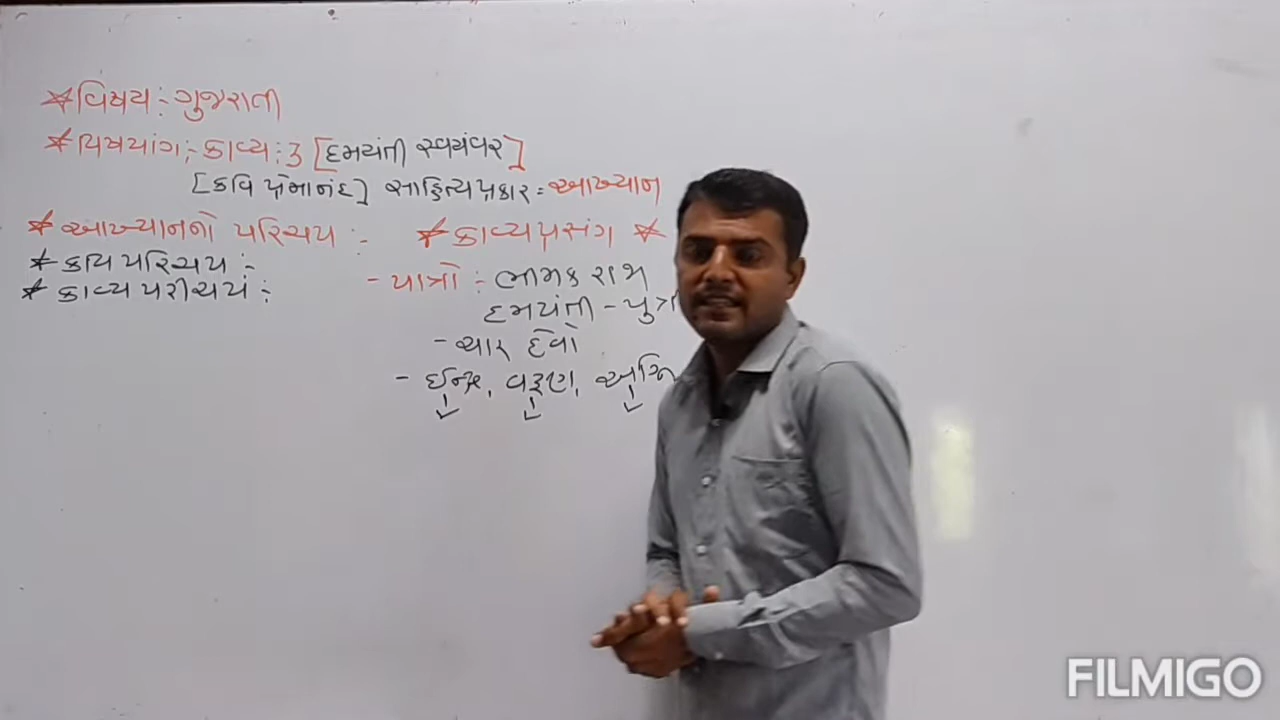 * વિષય :- ગુજરાતી
* વિષયાંગ :- કાવ્ય : 3 [દમયંતી સ્વયંવર]
[કવિ પ્રેમાનંદ] સાહિત્યપ્રકાર = આખ્યાન
* આખ્યાનનો પરિચય :-
* કવિ પરિચય :-
* કાવ્ય પરીચય :-
* કાવ્યપ્રસંગ *
- પાત્રો :- ભીમક રાજા
દમયંતી - પુત્રી
- ચાર દેવો
- ઈન્દ્ર, વરૂણ, અગ્નિ
FILMIGO